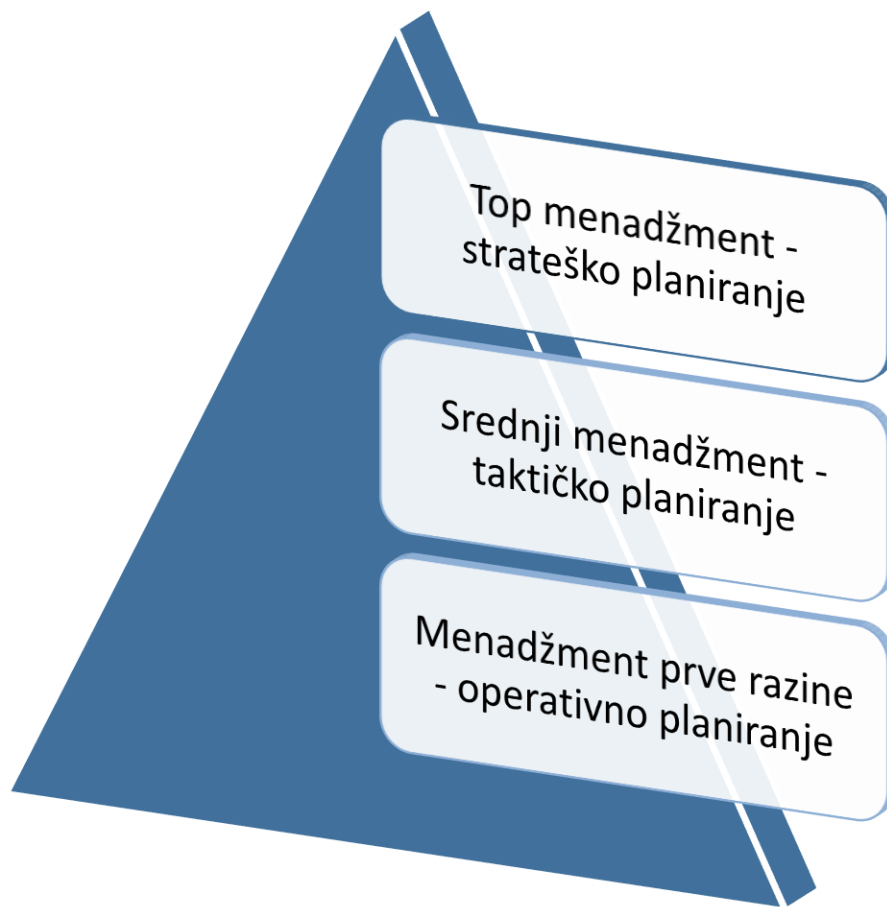 Top menadžment -
strateško planiranje
Srednji menadžment -
taktičko planiranje
Menadžment prve razine
- operativno planiranje